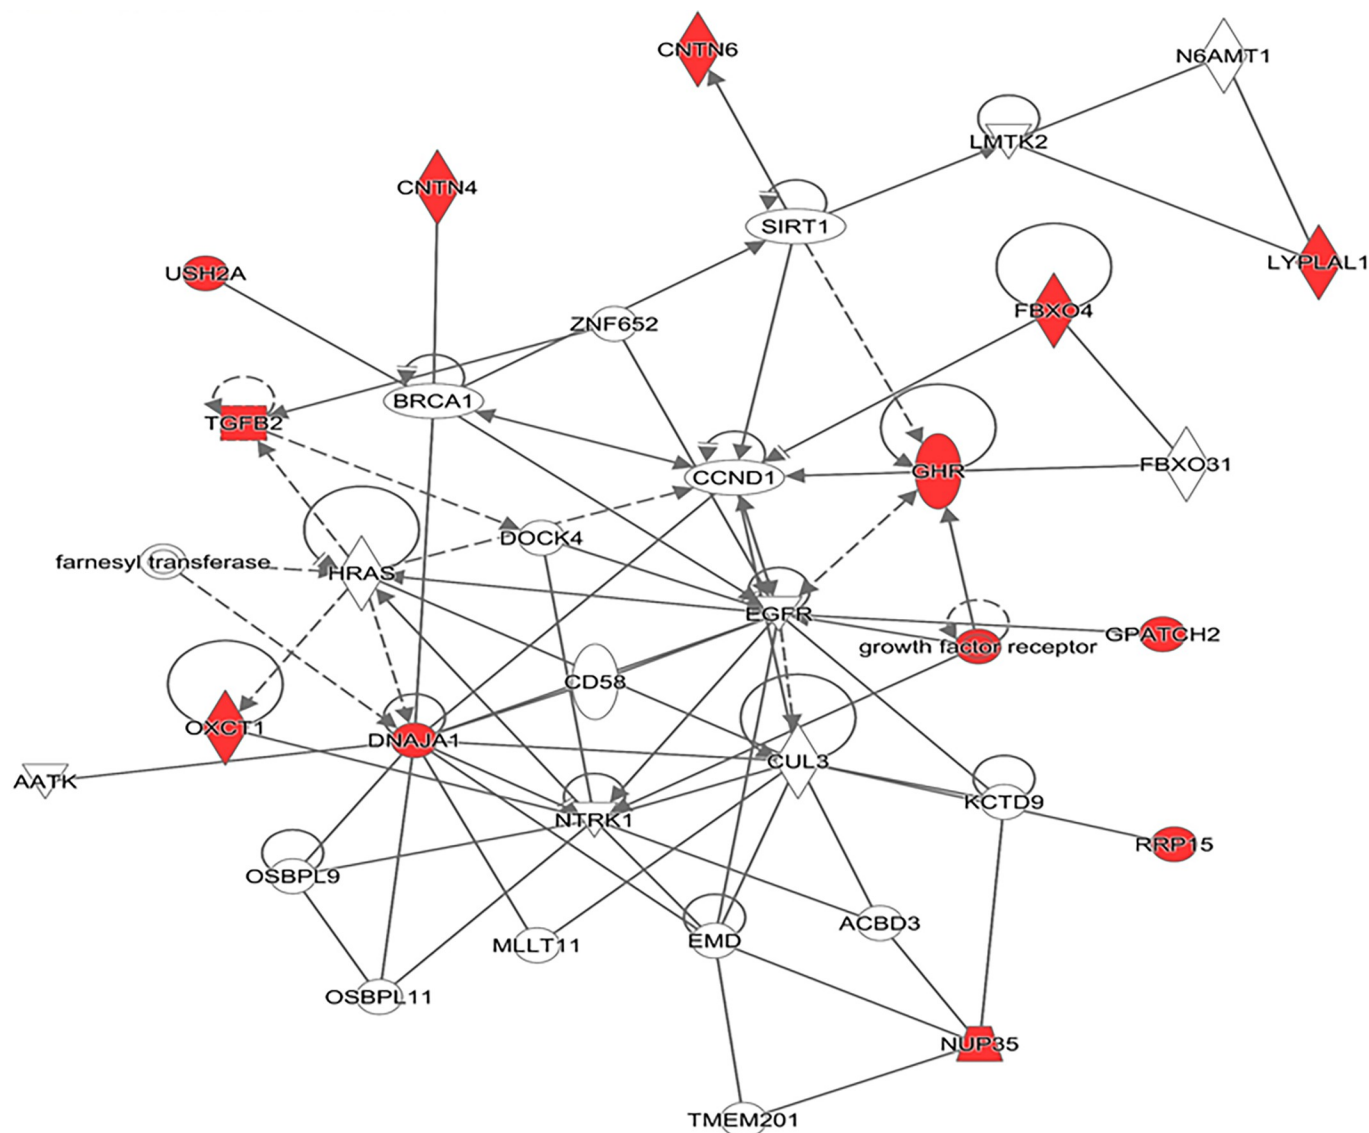 CNTN6
N6AMT1
LMTK2
CNTN4
SIRT1
LYPLAL1
USH2A
FBXO4
ZNF652
BRCA1
TGFB2
CCND1
GHR
FBXO31
DOCK4
farnesyl transferase
HRAS
EGFR
GPATCH2
growth factor receptor
CD58
OXCT1
DNAJA1
CUL3
AATK
KCTD9
NTRK1
RRP15
OSBPL9
ACBD3
EMD
MLLT11
OSBPL11
NUP35
TMEM201